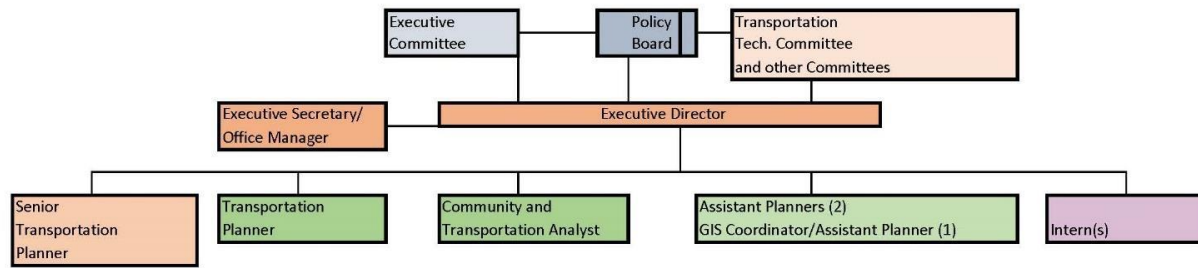 Executive
Committee
Policy
Board
Transportation
Tech. Committee
and other Committees
Executive Secretary/
Office Manager
Executive Director
Senior
Transportation
Planner
Transportation
Planner
Community and
Transportation Analyst
Assistant Planners (2)
GIS Coordinator/Assistant Planner (1)
Intern(s)